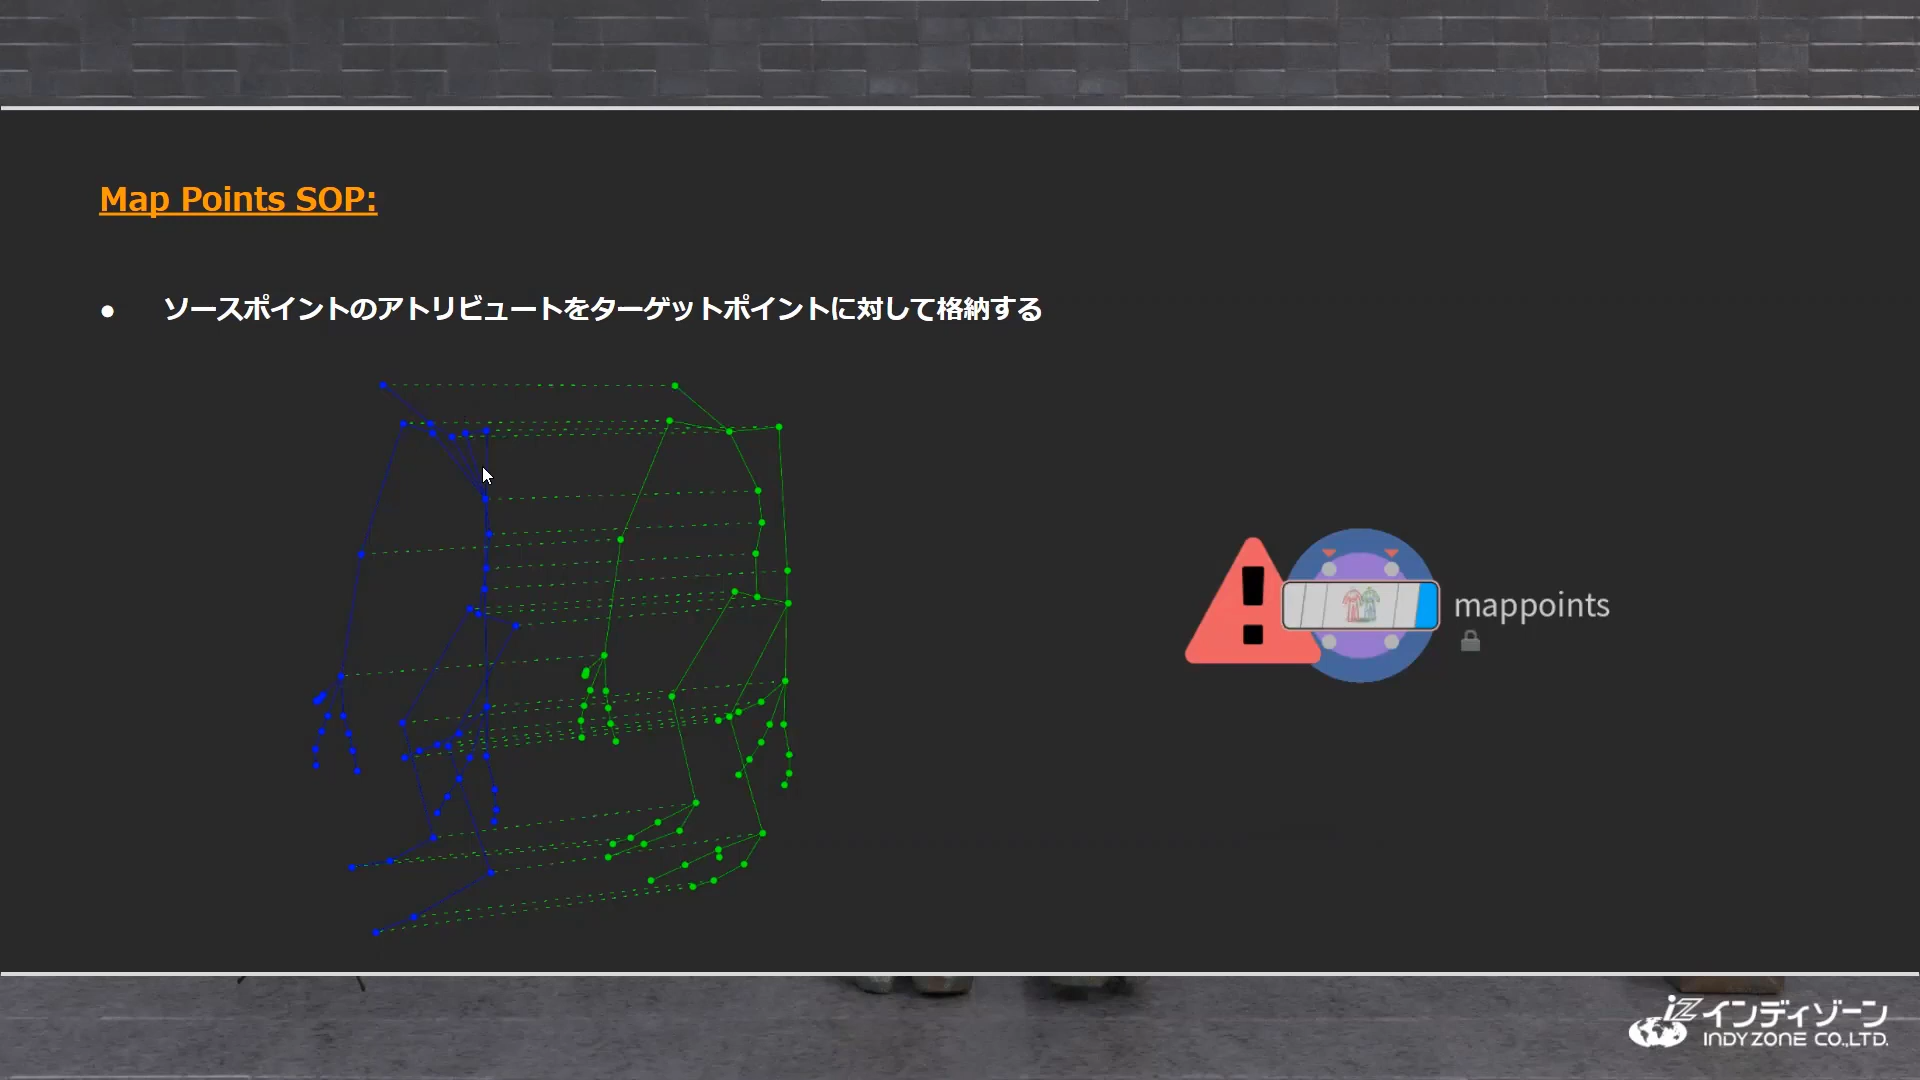 Map Points SOP:
● ソースポイントのアトリビュートをターゲットポイントに対して格納する
mappoints
iZ インディゾーン
INDYZONE CO.,LTD.